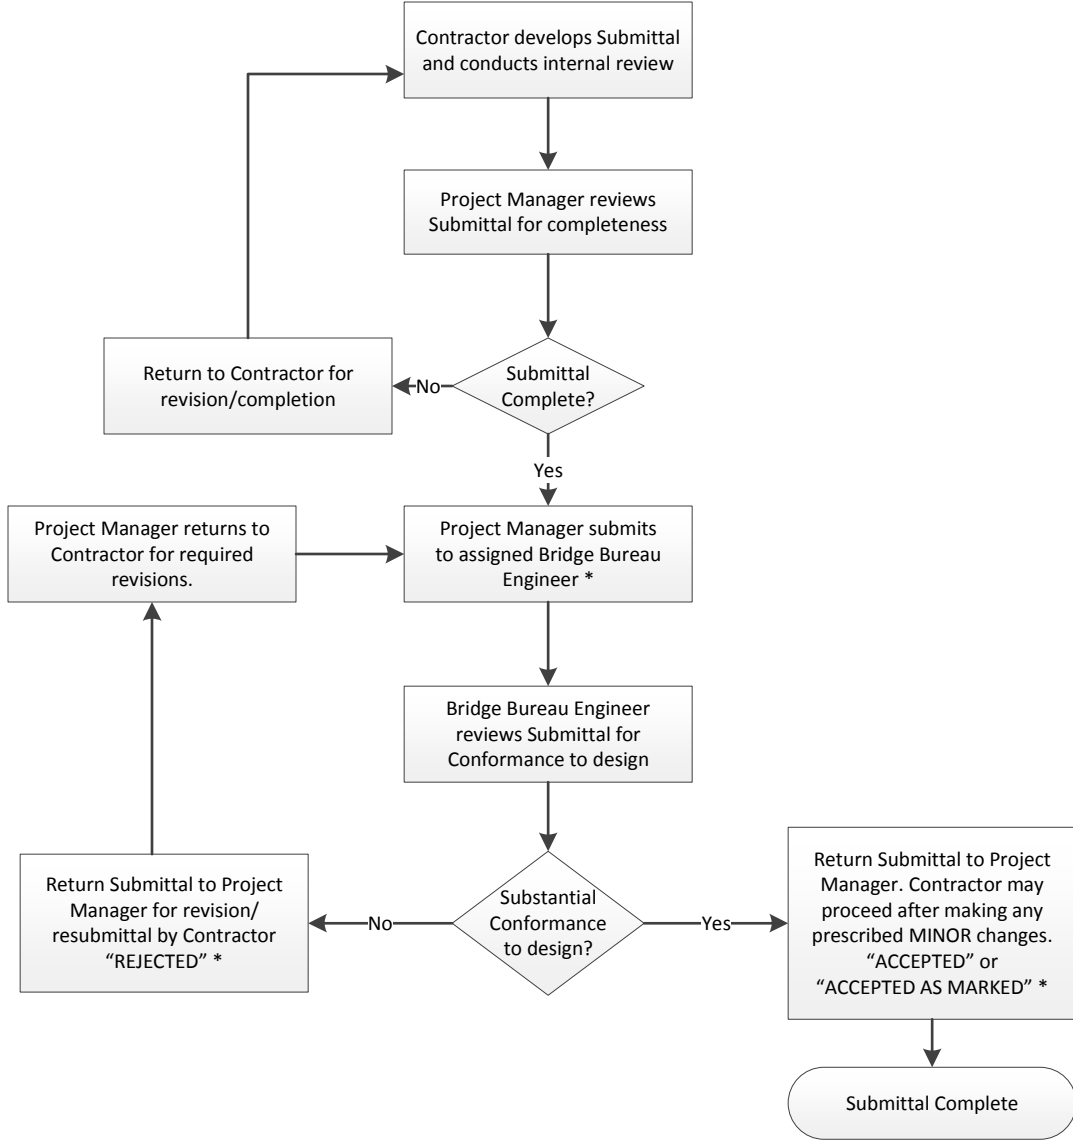 Contractor develops Submittal
and conducts internal review
Project Manager reviews
Submittal for completeness
Return to Contractor for
revision/completion
No
Submittal
Complete?
Yes
Project Manager returns to
Contractor for required
revisions.
Project Manager submits
to assigned Bridge Bureau
Engineer *
Bridge Bureau Engineer
reviews Submittal for
Conformance to design
Return Submittal to Project
Manager for revision/
resubmittal by Contractor
“REJECTED” *
No
Substantial
Conformance
to design?
Yes
Return Submittal to Project
Manager. Contractor may
proceed after making any
prescribed MINOR changes.
“ACCEPTED” or
“ACCEPTED AS MARKED” *
Submittal Complete